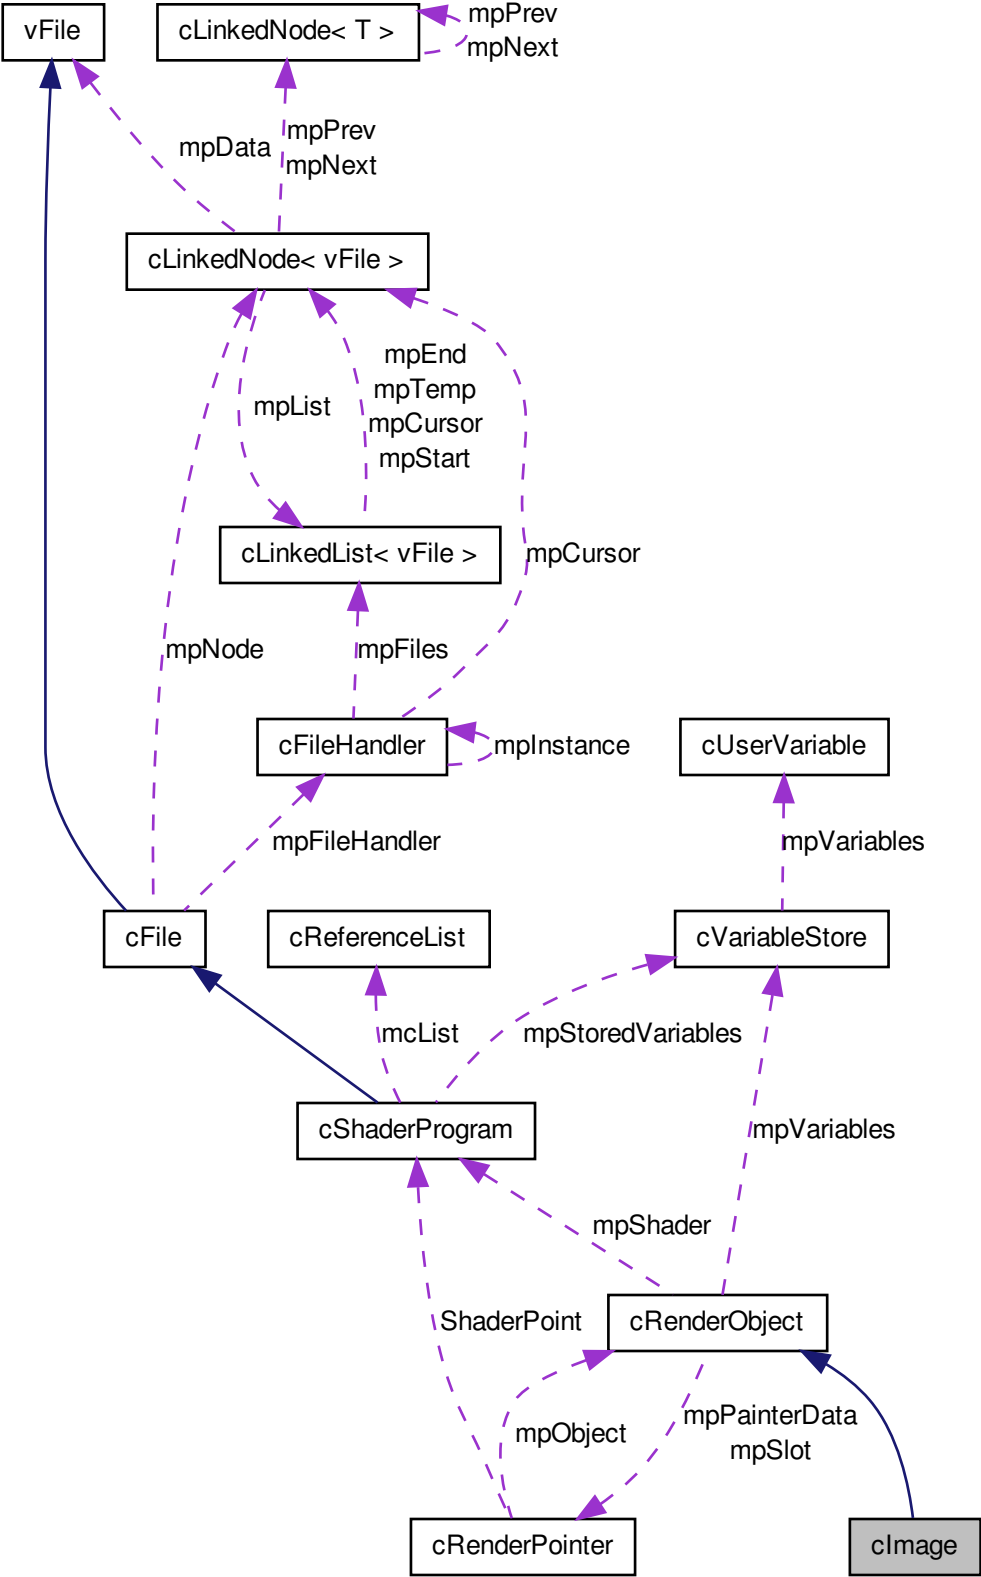 vFile
cLinkedNode< T >
mpPrev
mpNext
mpData
mpPrev
mpNext
cLinkedNode< vFile >
mpList
mpEnd
mpTemp
mpCursor
mpStart
cLinkedList< vFile >
mpCursor
mpNode
mpFiles
cFileHandler
mpInstance
cUserVariable
mpFileHandler
mpVariables
cFile
cReferenceList
cVariableStore
mcList
mpStoredVariables
cShaderProgram
mpVariables
mpShader
ShaderPoint
cRenderObject
mpObject
mpPainterData
mpSlot
cRenderPointer
cImage